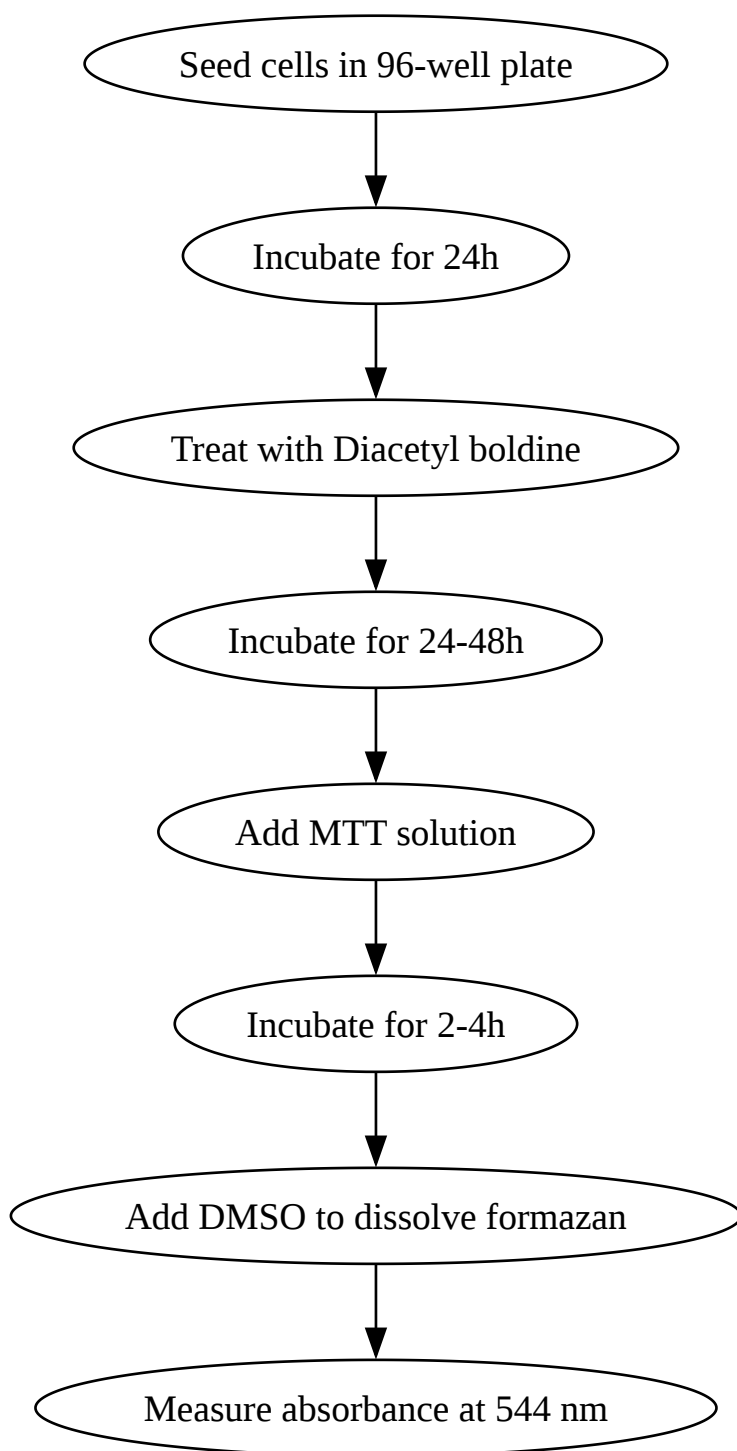 Seed cells in 96-well plate
Incubate for 24h
Treat with Diacetyl boldine
Incubate for 24-48h
Add MTT solution
Incubate for 2-4h
Add DMSO to dissolve formazan
Measure absorbance at 544 nm